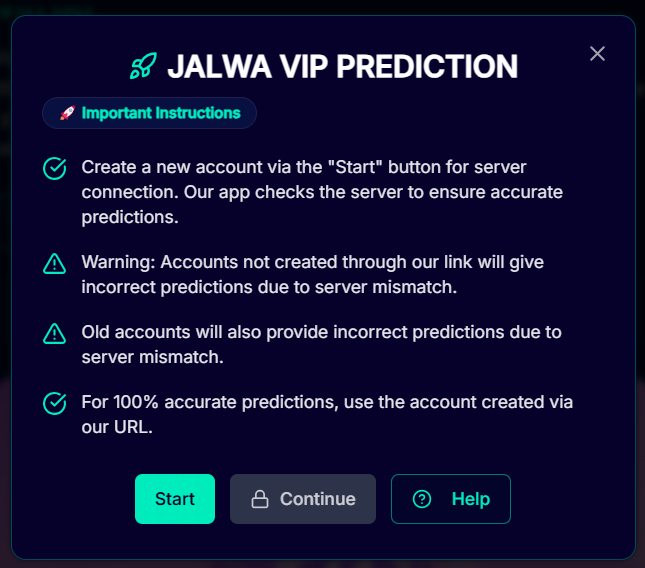 JALWA VIP PREDICTION
🚀 Important Instructions
Create a new account via the "Start" button for server
connection. Our app checks the server to ensure accurate
predictions.
Warning: Accounts not created through our link will give
incorrect predictions due to server mismatch.
Old accounts will also provide incorrect predictions due to
server mismatch.
For 100% accurate predictions, use the account created via
our URL.
Start
Continue
Help